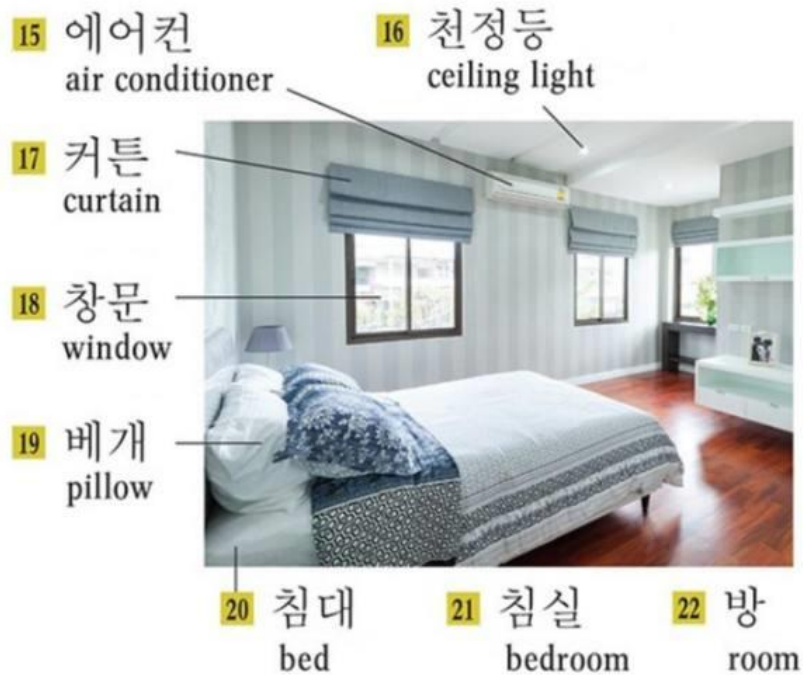 15 에어컨
air conditioner
16 천정등
ceiling light
17 커튼
curtain
18 창문
window
19 베개
pillow
20 침대
bed
21 침실
bedroom
22 방
room